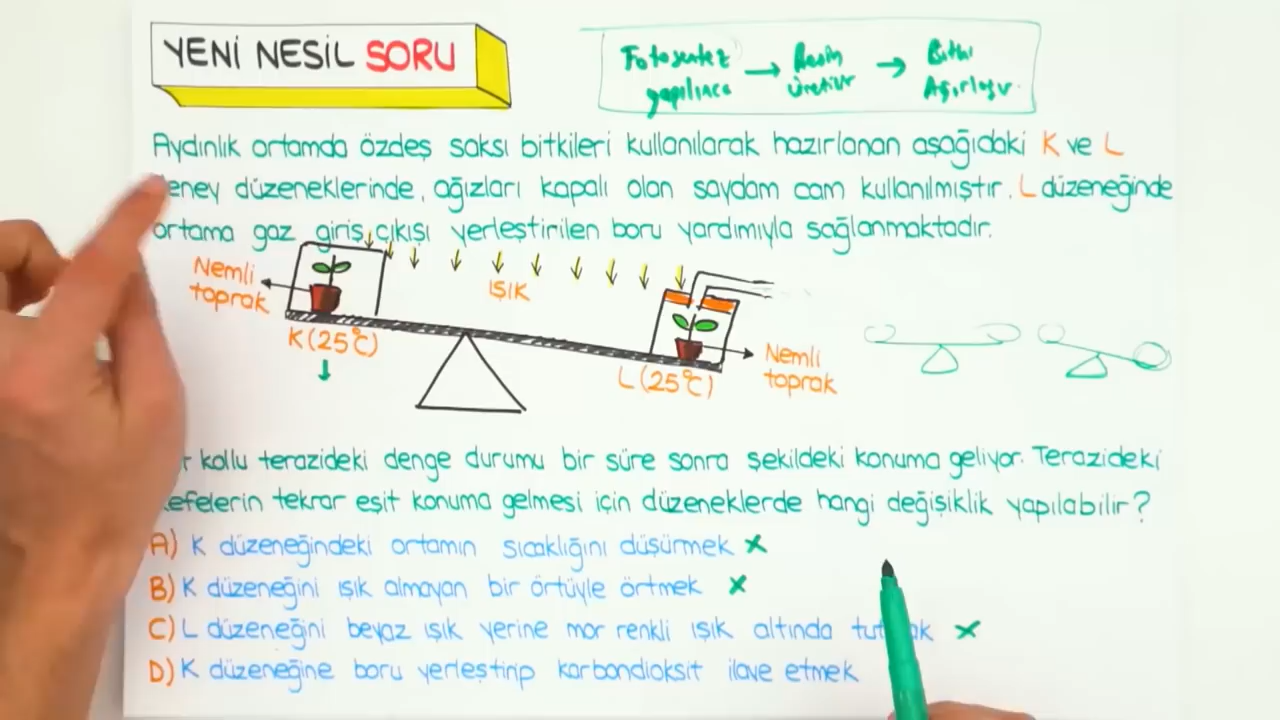 YENİ NESİL SORU
Fotosentez yapılınca → Besin üretilir → Bitki Ağırlaşır.
Aydınlık ortamda özdeş saksı bitkileri kullanılarak hazırlanan aşağıdaki K ve L
deney düzeneklerinde, ağızları kapalı olan saydam cam kullanılmıştır. L düzeneğinde
ortama gaz giriş çıkışı yerleştirilen boru yardımıyla sağlanmaktadır.
Nemli toprak
IŞIK
K (25°C)
L (25°C)
Nemli toprak
kollu terazideki denge durumu bir süre sonra şekildeki konuma geliyor. Terazideki
kefelerin tekrar eşit konuma gelmesi için düzeneklerde hangi değişiklik yapılabilir?
A) K düzeneğindeki ortamın sıcaklığını düşürmek x
B) K düzeneğini ışık almayan bir örtüyle örtmek x
C) L düzeneğini beyaz ışık yerine mor renkli ışık altında tutmak x
D) K düzeneğine boru yerleştirip karbondioksit ilave etmek